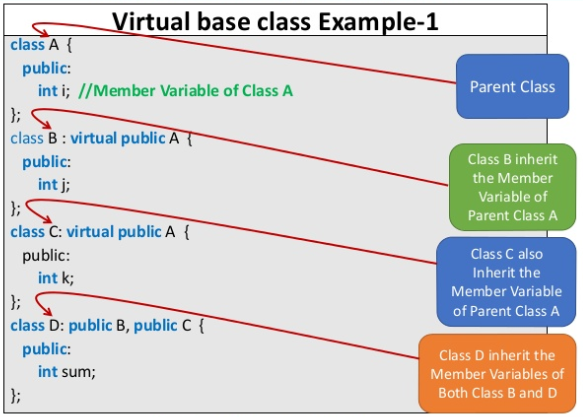 Virtual base class Example-1
class A {
public:
int i; //Member Variable of Class A
};
class B : virtual public A {
public:
int j;
};
class C: virtual public A {
public:
int k;
};
class D: public B, public C {
public:
int sum;
};
Parent Class
Class B inherit
the Member
Variable of
Parent Class A
Class C also
Inherit the
Member Variable
of Parent Class A
Class D inherit the
Member Variables of
Both Class B and D